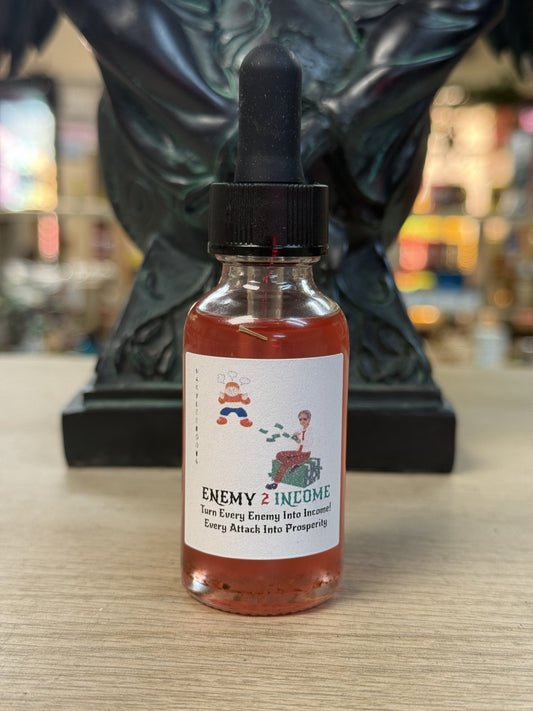 ENEMY 2 INCOME
Turn Every Enemy Into Income!
Every Attack Into Prosperity